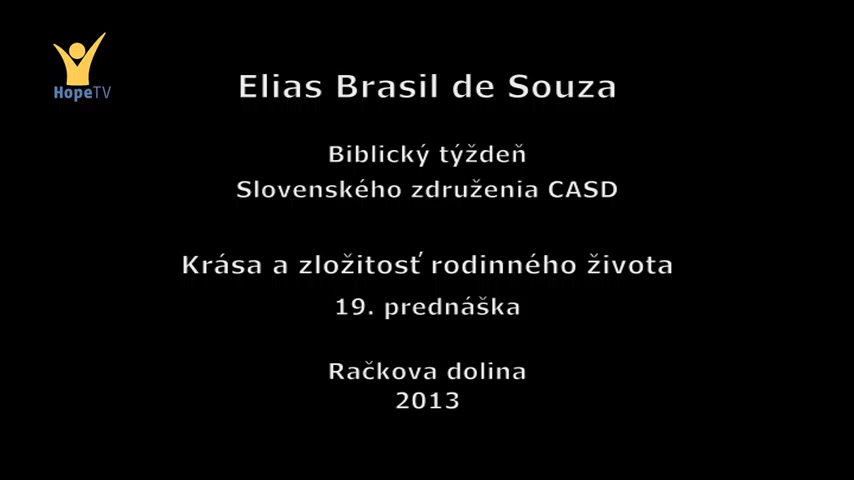 HopeTV
Elias Brasil de Souza
Biblický týždeň
Slovenského združenia CASD
Krása a zložitosť rodinného života
19. prednáška
Račkova dolina
2013